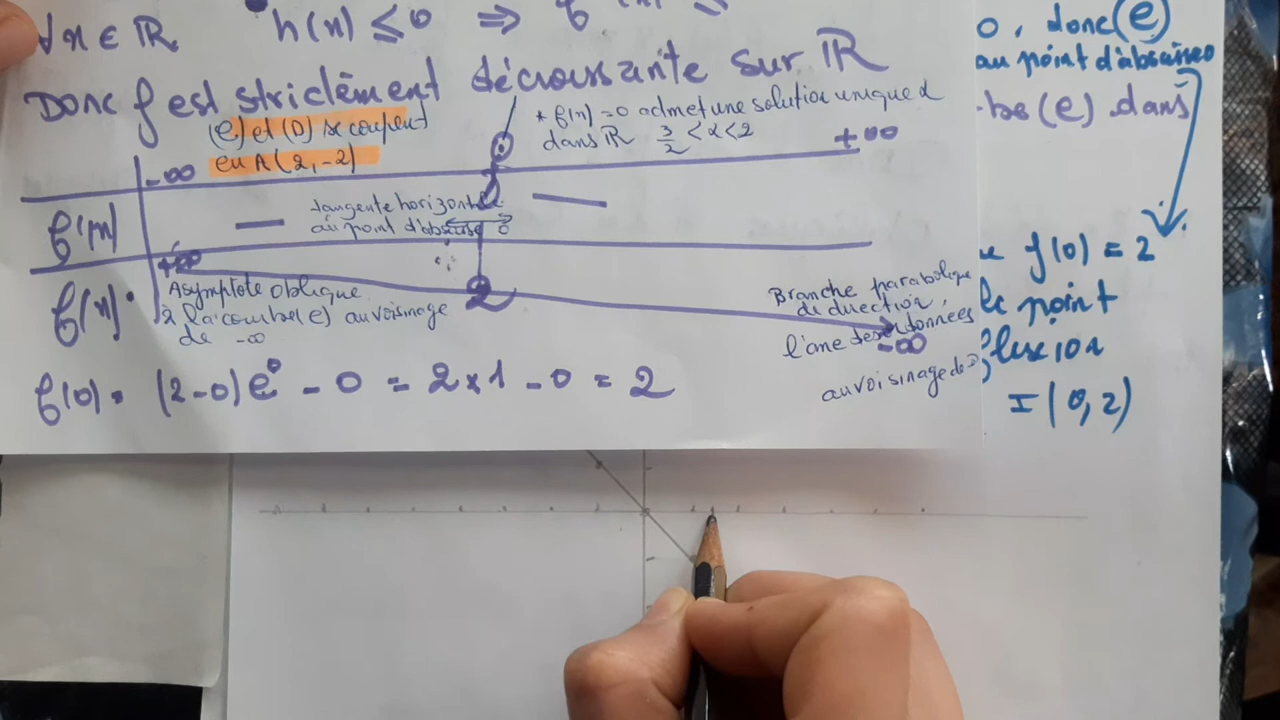 ∀x ∈ ℝ h(x) ≤ 0 ⇒
Donc f est strictement décroissante sur ℝ
(C) et (D) se coupent
en A(2,-2)
* f(x)=0 admet une solution unique α
dans ℝ 3/2 < α < 2
-∞ 0 +∞
f'(x) — 0 —
tangente horizontale
au point d'abscisse 0
f(x) +∞ 2 -∞
Asymptote oblique
à la courbe (C) au voisinage
de -∞
Branche parabolique
de direction
l'axe des ordonnées
au voisinage de
f(0) = (2-0)e⁰ - 0 = 2×1 - 0 = 2
0, donc (C)
au point d'abscisse
(C) dans
f(0) = 2
le point
I(0,2)